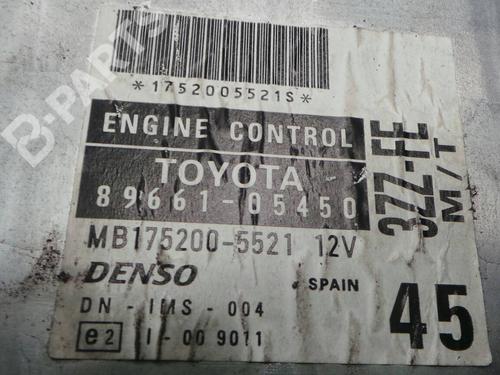 B-PARTS
*1752005521S*
ENGINE CONTROL
TOYOTA
89661-05450
3ZZ-FE
M/T
MB175200-5521 12V
DENSO
SPAIN
DN - IMS - 004
45
e2 I - 00 9011